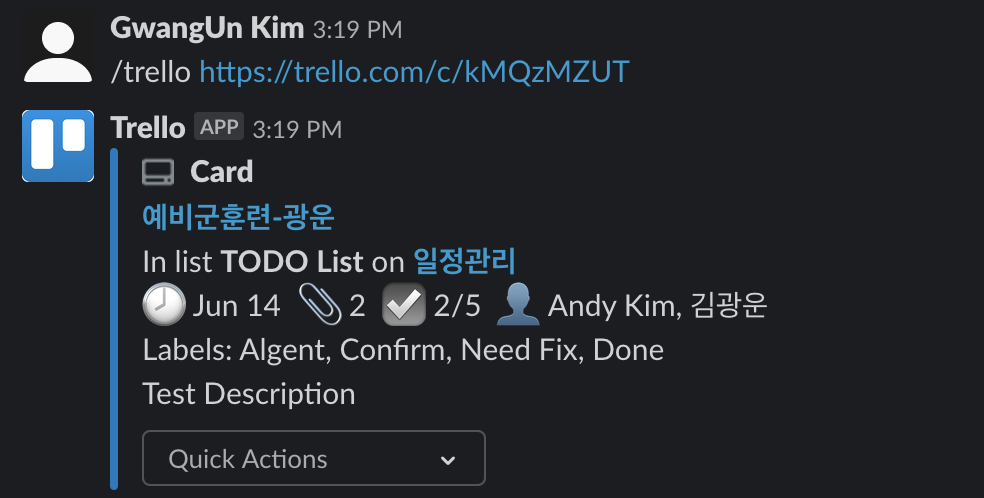 GwangUn Kim 3:19 PM
/trello https://trello.com/c/kMQzMZUT
Trello APP 3:19 PM
Card
예비군훈련-광운
In list TODO List on 일정관리
Jun 14 2 2/5 Andy Kim, 김광운
Labels: Algent, Confirm, Need Fix, Done
Test Description
Quick Actions